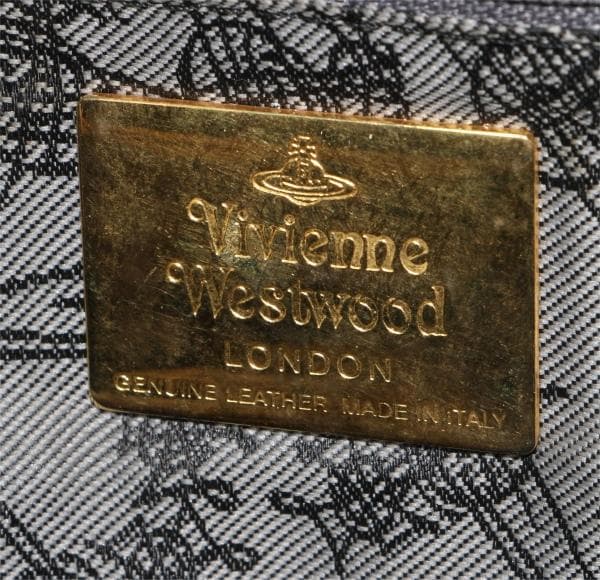 Vivienne
Westwood
LONDON
GENUINE LEATHER MADE IN ITALY